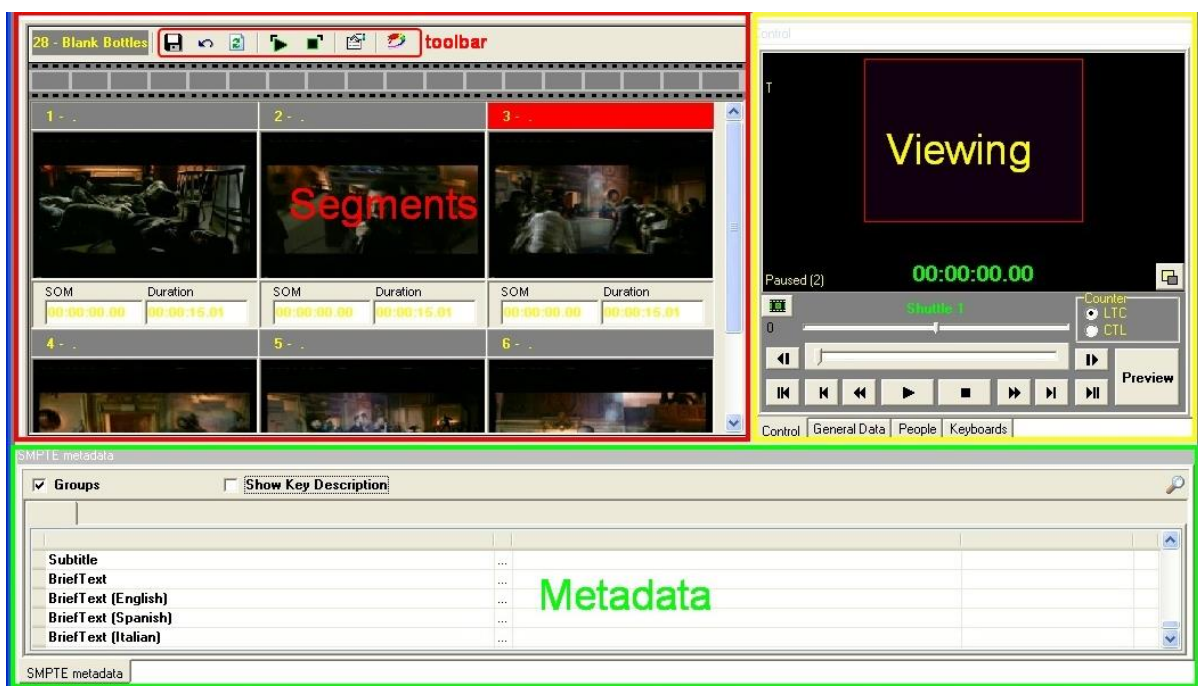 28 - Blank Bottles
toolbar
1 - .
2 - .
3 - .
Segments
SOM Duration
SOM Duration
SOM Duration
00:00:00.00 00:00:15.01
00:00:00.00 00:00:15.01
00:00:00.00 00:00:15.01
4 - .
5 - .
6 - .
Control
T
Viewing
Paused (2)
00:00:00.00
Shuttle 1
Counter
LTC
CTL
0
Preview
Control General Data People Keyboards
SMPTE metadata
Groups
Show Key Description
Subtitle ...
BriefText ...
BriefText (English) ...
BriefText (Spanish) ...
BriefText (Italian) ...
Metadata
SMPTE metadata